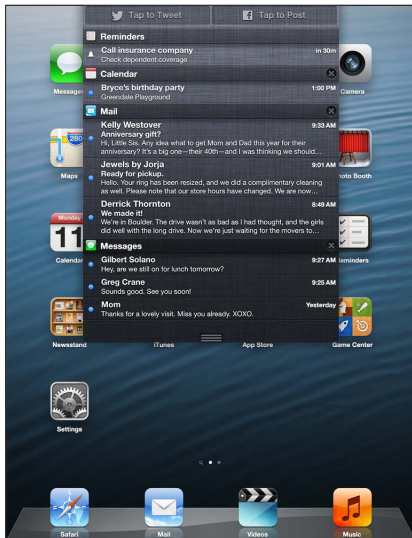 Tap to Tweet
Tap to Post
Reminders
Call insurance company in 30m
Check dependent coverage
Calendar
Bryce's birthday party 1:00 PM
Greendale Playground
Mail
Kelly Westover 9:33 AM
Anniversary gift?
Hi, Little Sis. Any idea what to get Mom and Dad this year for their
anniversary? It's a big one—their 40th—and I was thinking we should...
Jewels by Jorja 9:01 AM
Ready for pickup.
Hello. Your ring has been resized, and we did a complimentary cleaning
as well. Please note that our store hours have changed. We are now...
Derrick Thornton 8:49 AM
We made it!
We're in Boulder. The drive wasn't as bad as I had thought, and the girls
did well with the long drive. Now we're just waiting for the movers to...
Messages
Gilbert Solano 9:27 AM
Hey, are we still on for lunch tomorrow?
Greg Crane 9:25 AM
Sounds good. See you soon!
Mom Yesterday
Thanks for a lovely visit. Miss you already. XOXO.
Messages
Camera
280
Maps
hoto Booth
Monday
11
Calendar
eminders
Newsstand
iTunes
App Store
Game Center
Settings
Safari
Mail
Videos
Music